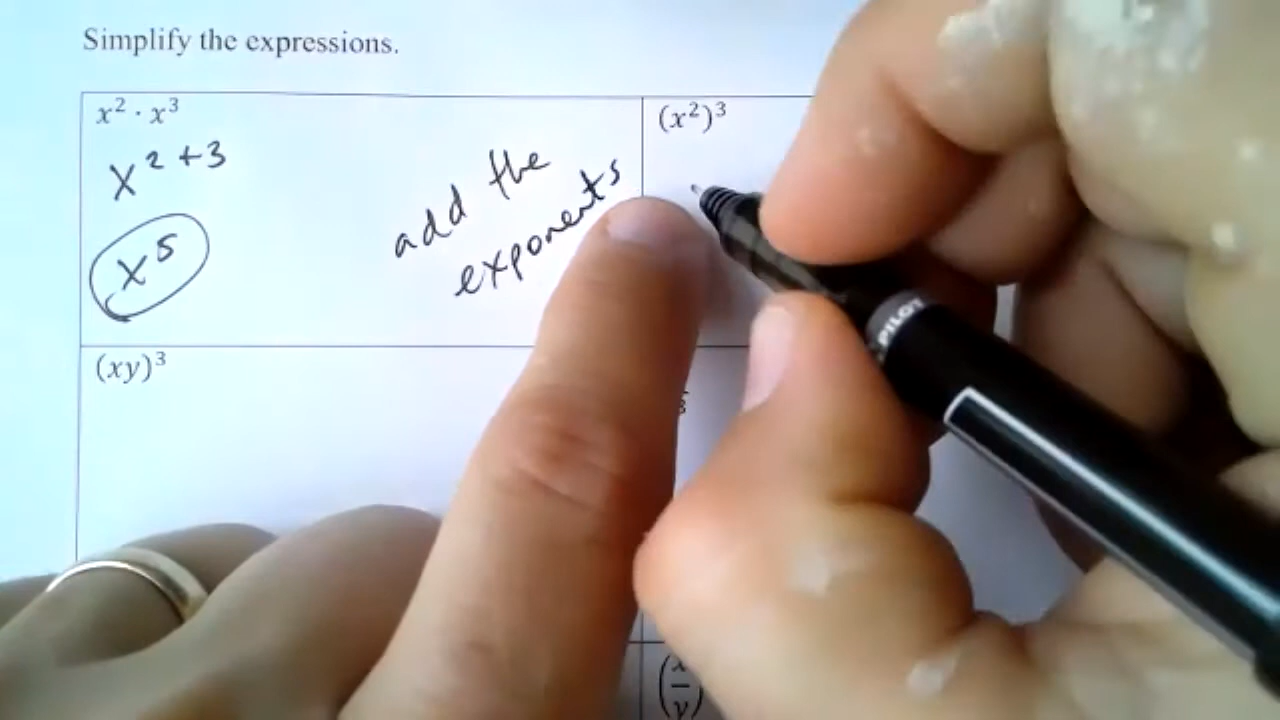 Simplify the expressions.
x² · x³
x²⁺³
x⁵
add the
exponents
(x²)³
(xy)³
PILOT